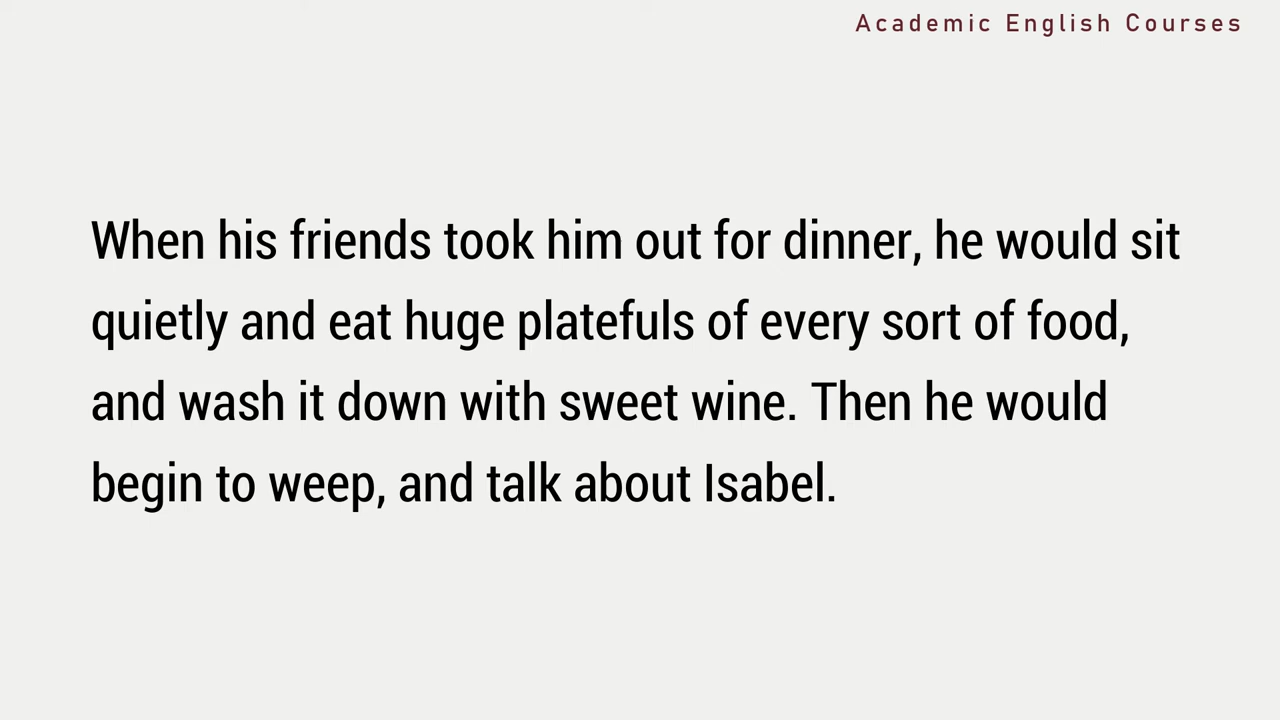 Academic English Courses
When his friends took him out for dinner, he would sit
quietly and eat huge platefuls of every sort of food,
and wash it down with sweet wine. Then he would
begin to weep, and talk about Isabel.